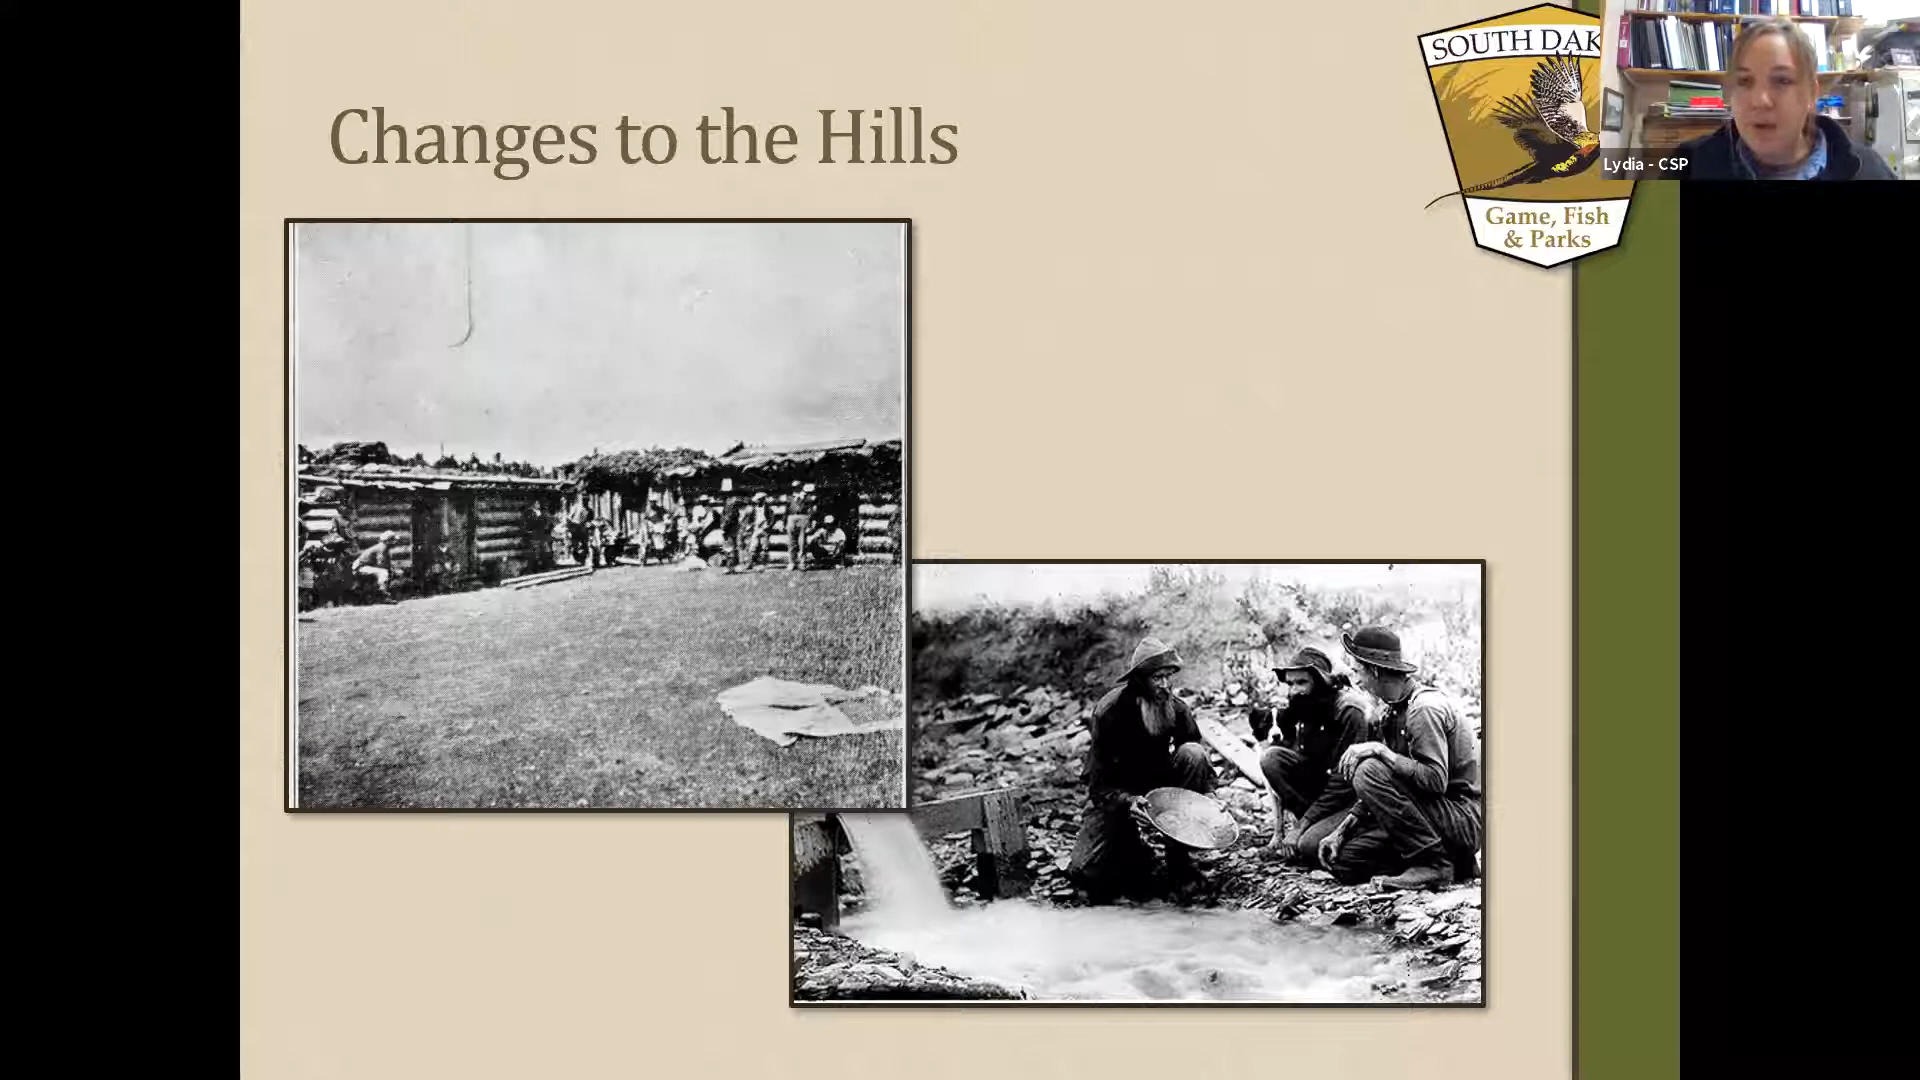 Changes to the Hills
SOUTH DAK
Game, Fish
& Parks
Lydia - CSP